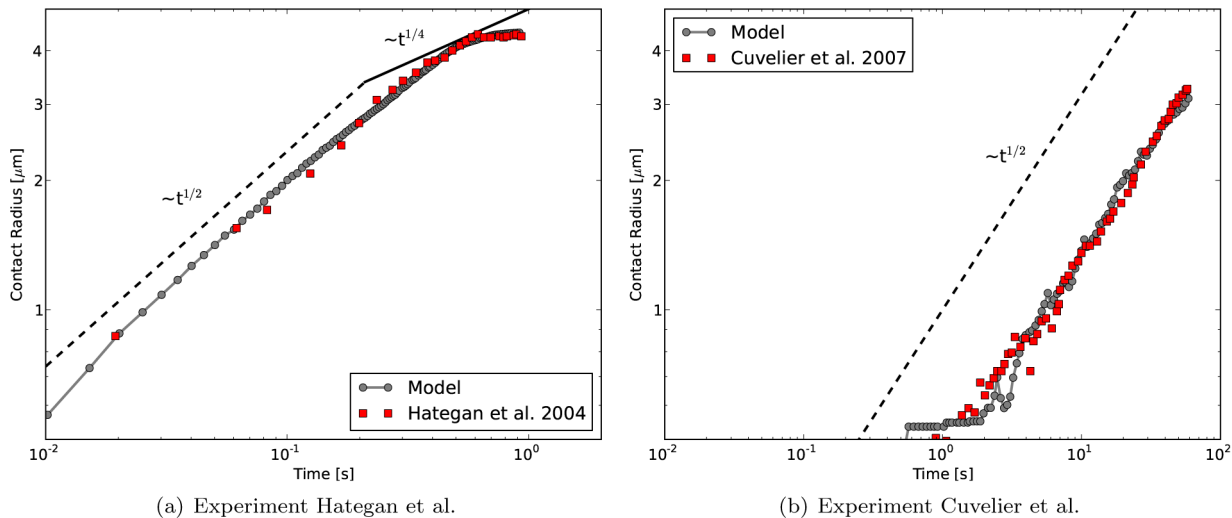 ~t^{1/4}
~t^{1/2}
4
3
2
1
Contact Radius [μm]
Model
Hategan et al. 2004
10^{-2}
10^{-1}
10^{0}
Time [s]
(a) Experiment Hategan et al.
Model
Cuvelier et al. 2007
~t^{1/2}
4
3
2
1
Contact Radius [μm]
10^{-2}
10^{-1}
10^{0}
10^{1}
10^{2}
Time [s]
(b) Experiment Cuvelier et al.